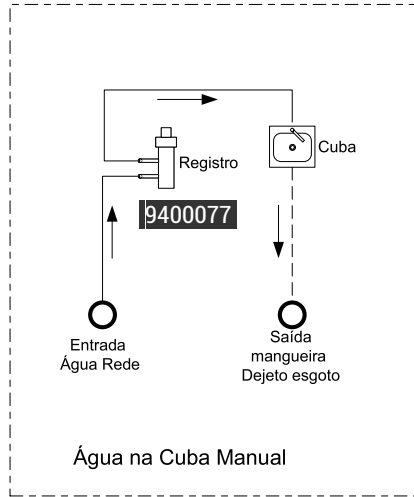 Registro
Cuba
9400077
Entrada
Água Rede
Saída
mangueira
Dejeto esgoto
Água na Cuba Manual